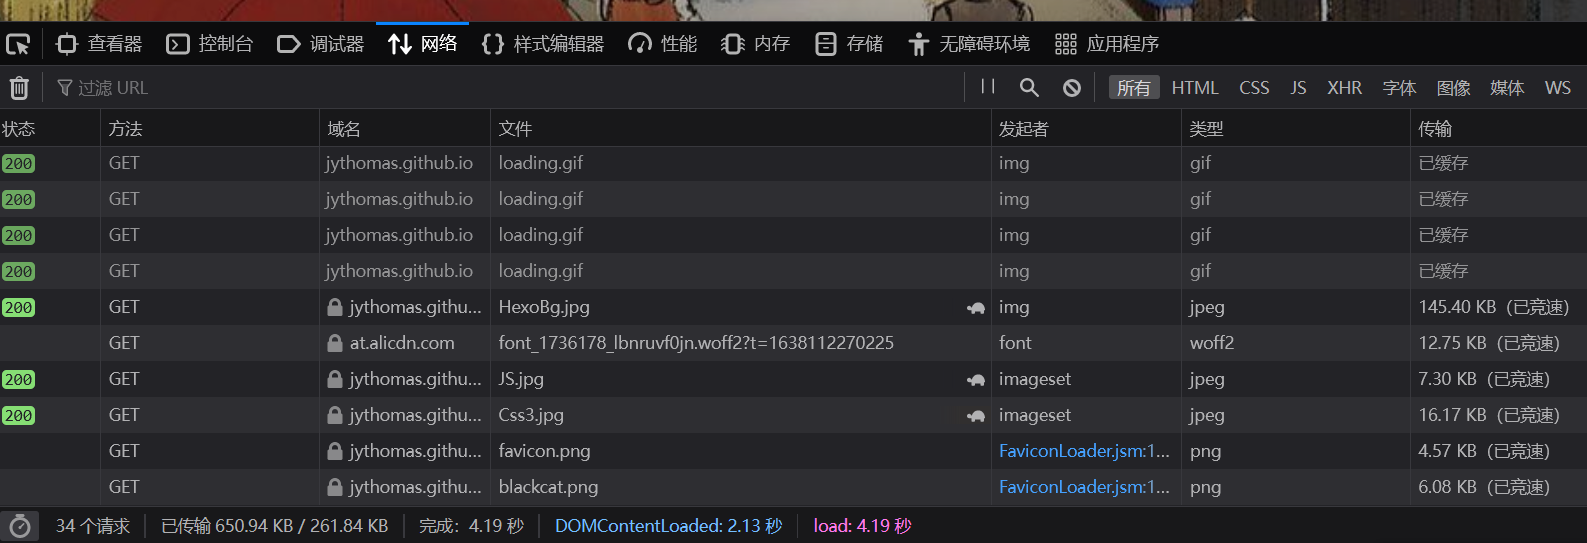 查看器 控制台 调试器 网络 样式编辑器 性能 内存 存储 无障碍环境 应用程序
过滤 URL 所有 HTML CSS JS XHR 字体 图像 媒体 WS
状态 方法 域名 文件 发起者 类型 传输
200 GET jythomas.github.io loading.gif img gif 已缓存
200 GET jythomas.github.io loading.gif img gif 已缓存
200 GET jythomas.github.io loading.gif img gif 已缓存
200 GET jythomas.github.io loading.gif img gif 已缓存
200 GET jythomas.githu... HexoBg.jpg img jpeg 145.40 KB（已竞速）
GET at.alicdn.com font_1736178_lbnruvf0jn.woff2?t=1638112270225 font woff2 12.75 KB（已竞速）
200 GET jythomas.githu... JS.jpg imageset jpeg 7.30 KB（已竞速）
200 GET jythomas.githu... Css3.jpg imageset jpeg 16.17 KB（已竞速）
GET jythomas.githu... favicon.png FaviconLoader.jsm:1... png 4.57 KB（已竞速）
GET jythomas.githu... blackcat.png FaviconLoader.jsm:1... png 6.08 KB（已竞速）
34 个请求 已传输 650.94 KB / 261.84 KB 完成：4.19 秒 DOMContentLoaded: 2.13 秒 load: 4.19 秒